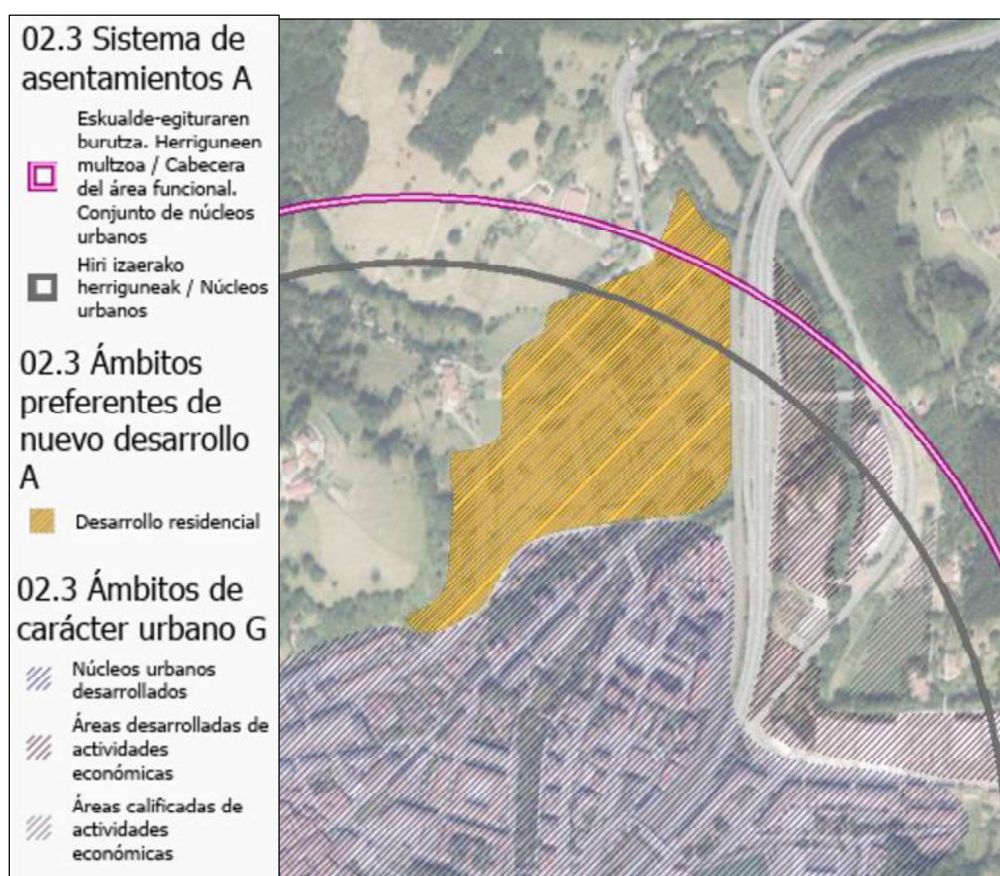 02.3 Sistema de
asentamientos A
Eskualde-egituraren
burutza. Herriguneen
multzoa / Cabecera
del área funcional.
Conjunto de núcleos
urbanos
Hiri izaerako
herriguneak / Núcleos
urbanos
02.3 Ámbitos
preferentes de
nuevo desarrollo
A
Desarrollo residencial
02.3 Ámbitos de
carácter urbano G
Núcleos urbanos
desarrollados
Áreas desarrolladas de
actividades
económicas
Áreas calificadas de
actividades
económicas